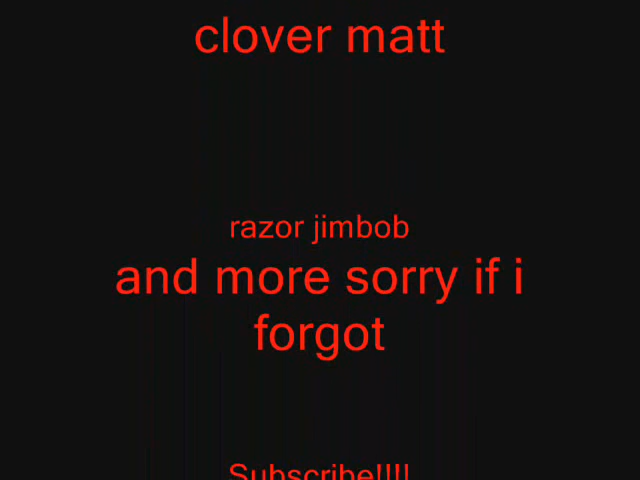 clover matt
razor jimbob
and more sorry if i
forgot
Subscribe!!!!